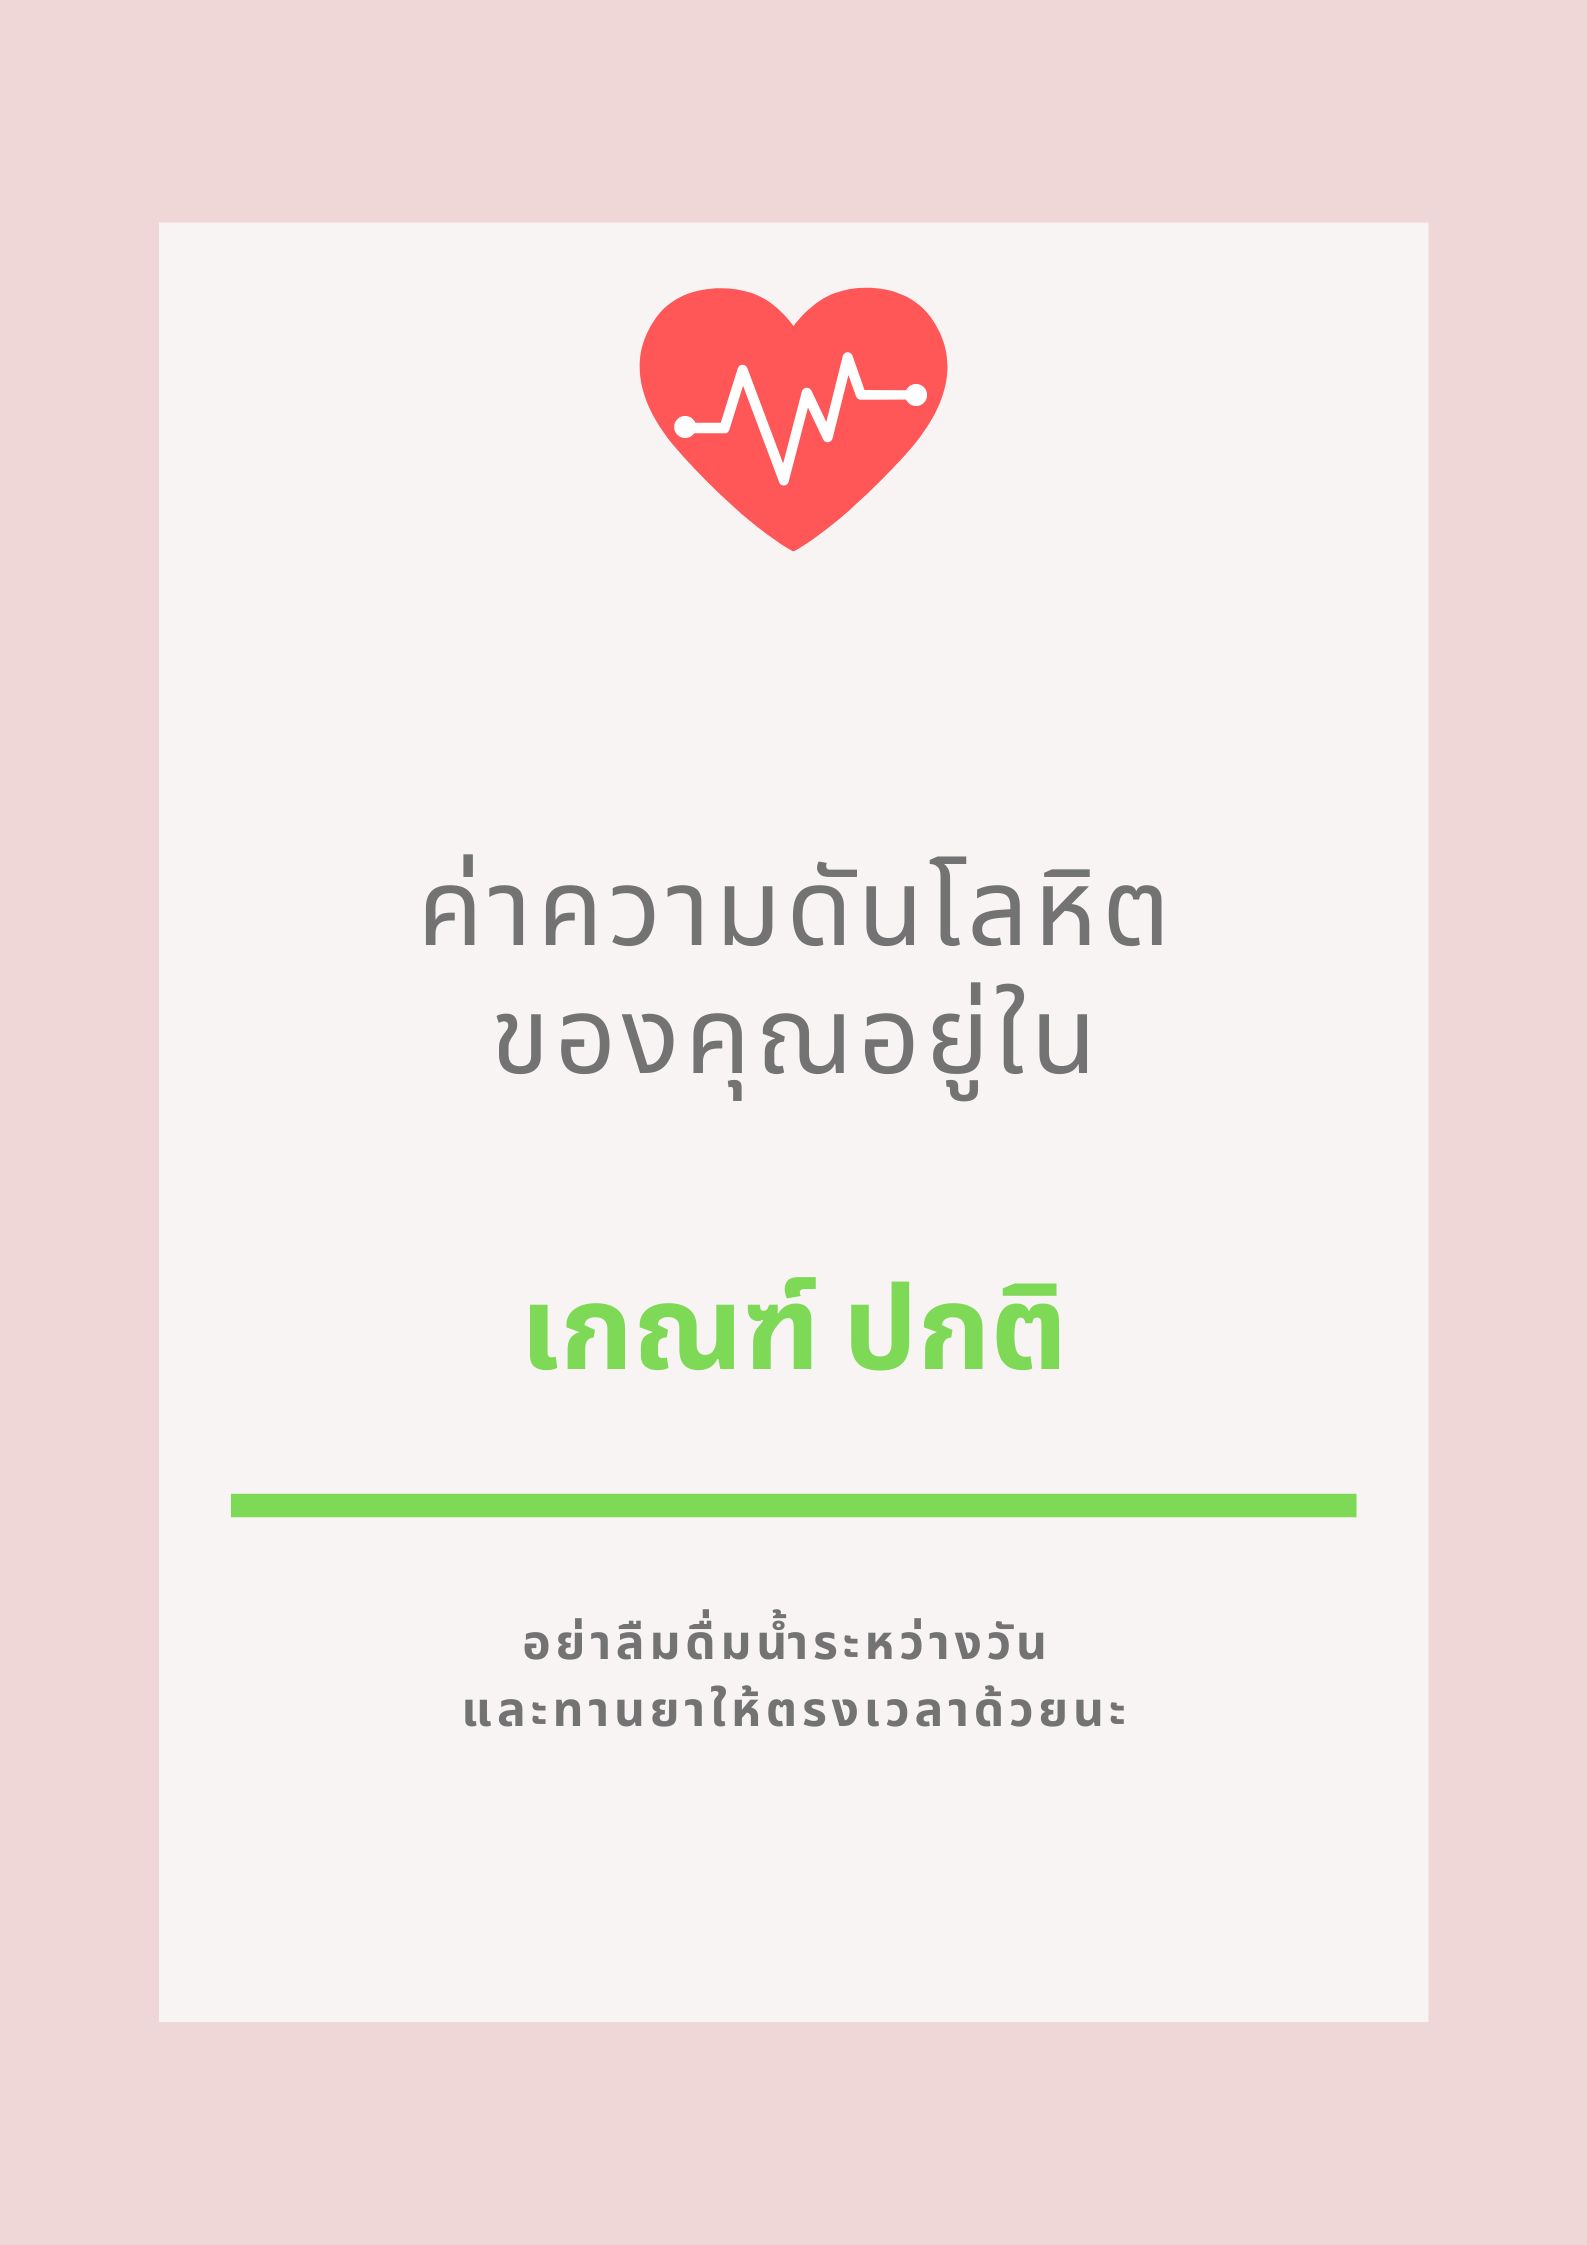 ค่าความดันโลหิต
ของคุณอยู่ใน
เกณฑ์ ปกติ
อย่าลืมดื่มน้ำระหว่างวัน
และทานยาให้ตรงเวลาด้วยนะ